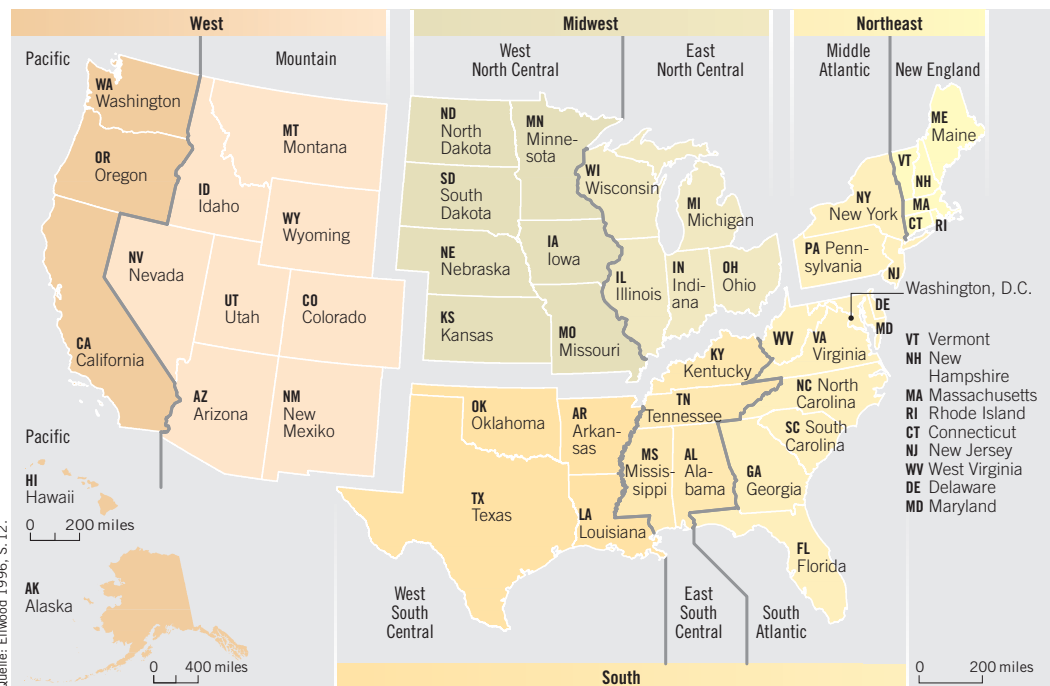 West
Midwest
Northeast
Pacific
Mountain
West
North Central
East
North Central
Middle
Atlantic
New England
WA
Washington
OR
Oregon
MT
Montana
ID
Idaho
WY
Wyoming
NV
Nevada
UT
Utah
CO
Colorado
CA
California
AZ
Arizona
NM
New
Mexiko
Pacific
HI
Hawaii
0 200 miles
AK
Alaska
0 400 miles
ND
North
Dakota
MN
Minne-
sota
SD
South
Dakota
WI
Wisconsin
MI
Michigan
NE
Nebraska
IA
Iowa
IL
Illinois
IN
Indi-
ana
OH
Ohio
KS
Kansas
MO
Missouri
ME
Maine
VT
NH
MA
CT RI
NY
New York
PA Penn-
sylvania
NJ
Washington, D.C.
DE
MD
WV
VA
Virginia
KY
Kentucky
NC North
Carolina
TN
Tennessee
SC South
Carolina
OK
Oklahoma
AR
Arkan-
sas
MS
Missis-
sippi
AL
Ala-
bama
GA
Georgia
TX
Texas
LA
Louisiana
FL
Florida
VT Vermont
NH New
Hampshire
MA Massachusetts
RI Rhode Island
CT Connecticut
NJ New Jersey
WV West Virginia
DE Delaware
MD Maryland
West
South
Central
East
South
Central
South
Atlantic
South
0 200 miles
Quelle: Ellwood 1996, S. 12.